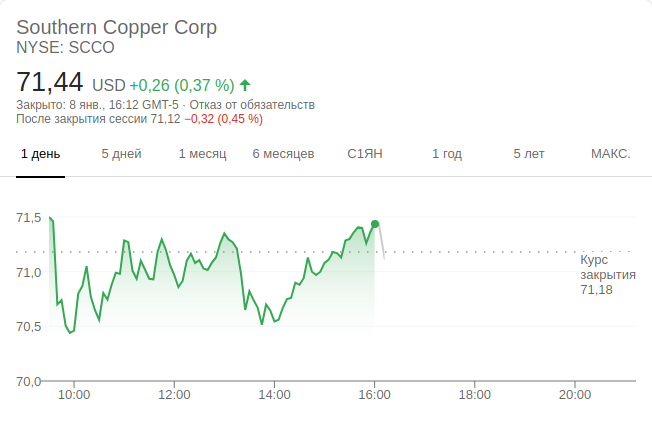 Southern Copper Corp
NYSE: SCCO
71,44 USD +0,26 (0,37 %)
Закрыто: 8 янв., 16:12 GMT-5 · Отказ от обязательств
После закрытия сессии 71,12 −0,32 (0,45 %)
1 день 5 дней 1 месяц 6 месяцев С1ЯН 1 год 5 лет МАКС.
71,5
71,0
70,5
70,0
Курс
закрытия
71,18
10:00 12:00 14:00 16:00 18:00 20:00